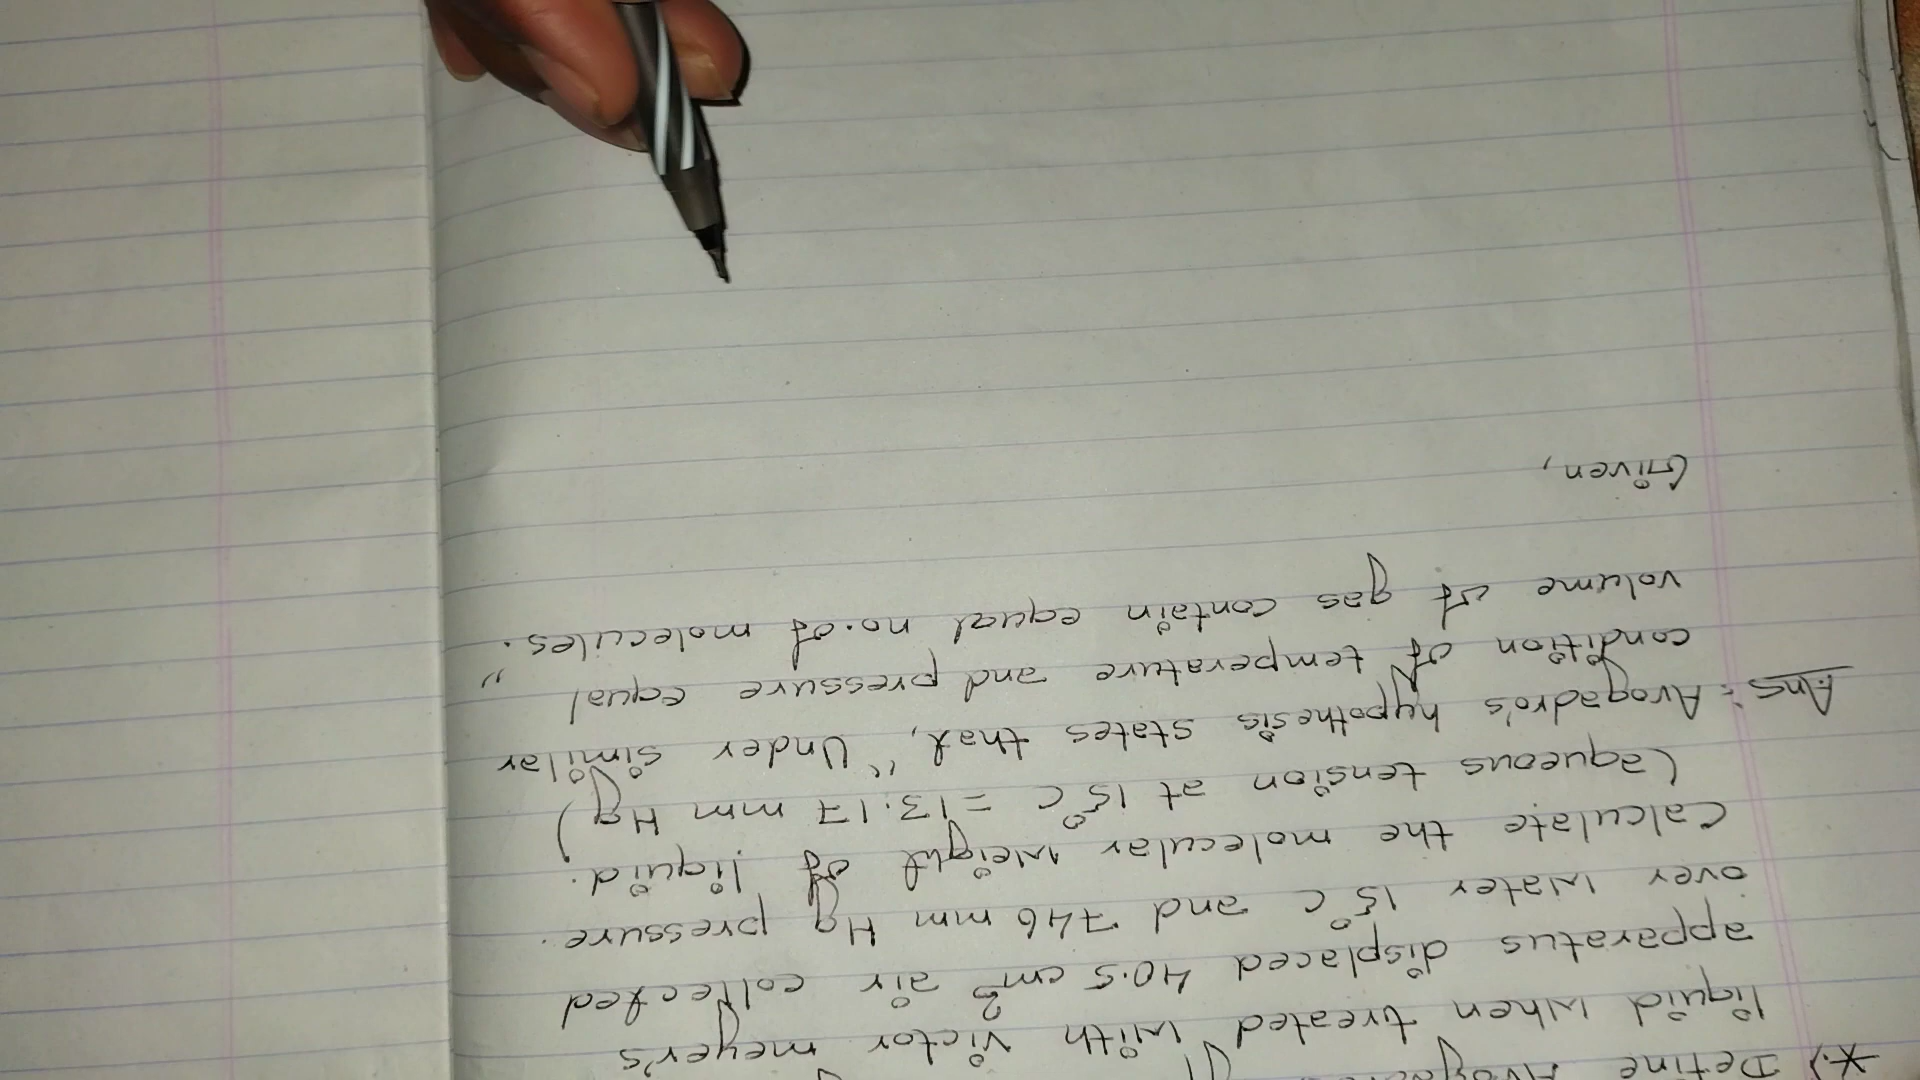 *) Define
liquid when treated with victor meyer's
apparatus displaced 40.5 cm³ air collected
over water 15°C and 746 mm Hg pressure.
Calculate the molecular weight of liquid.
(aqueous tension at 15°C = 13.17 mm Hg)
Ans: Avogadro's hypothesis states that, "Under similar
condition of temperature and pressure equal
volume of gas contain equal no. of molecules."
Given,